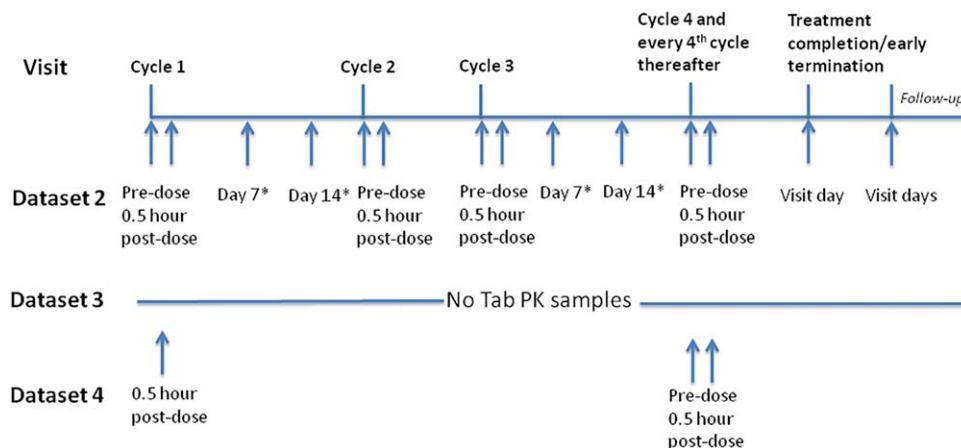 Visit
Cycle 1
Cycle 2
Cycle 3
Cycle 4 and
every 4th cycle
thereafter
Treatment
completion/early
termination
Follow-up
Dataset 2
Pre-dose
0.5 hour
post-dose
Day 7*
Day 14*
Pre-dose
0.5 hour
post-dose
Pre-dose
0.5 hour
post-dose
Day 7*
Day 14*
Pre-dose
0.5 hour
post-dose
Visit day
Visit days
Dataset 3
No Tab PK samples
Dataset 4
0.5 hour
post-dose
Pre-dose
0.5 hour
post-dose